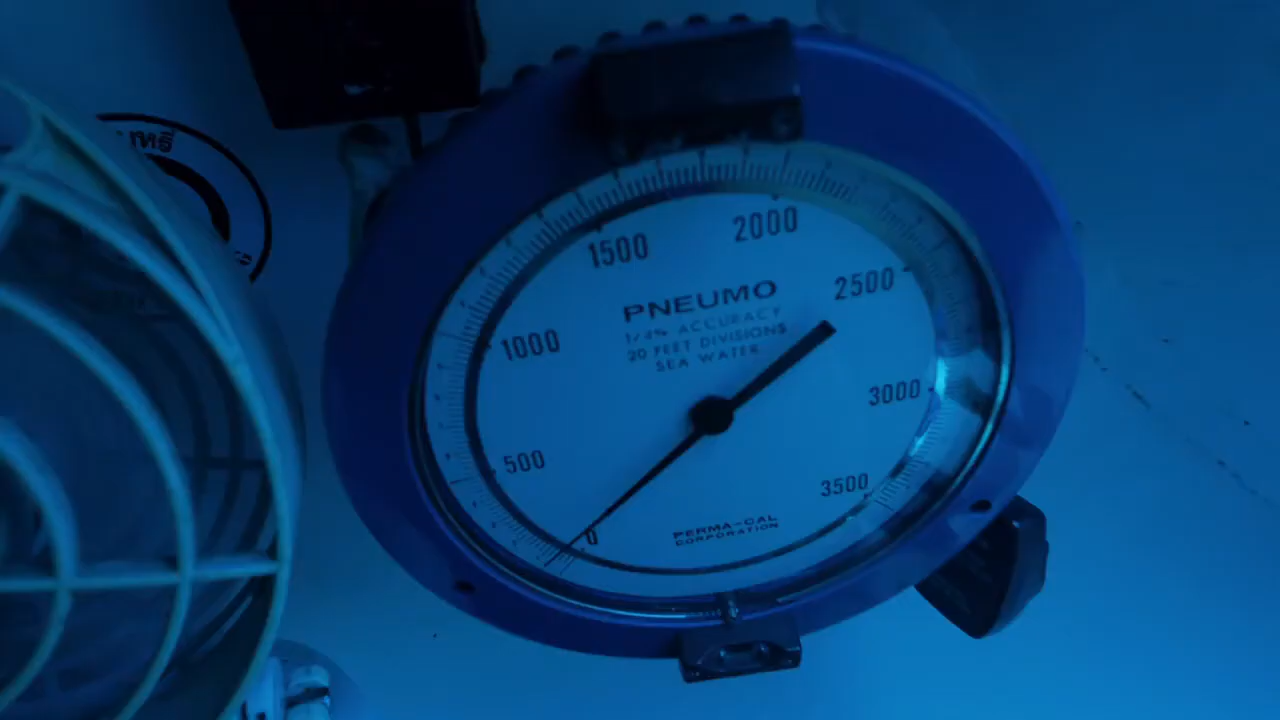 2000
1500
2500
PNEUMO
1/4% ACCURACY
1000
20 FEET DIVISIONS
SEA WATER
3000
500
3500
0
PERMA-CAL
CORPORATION